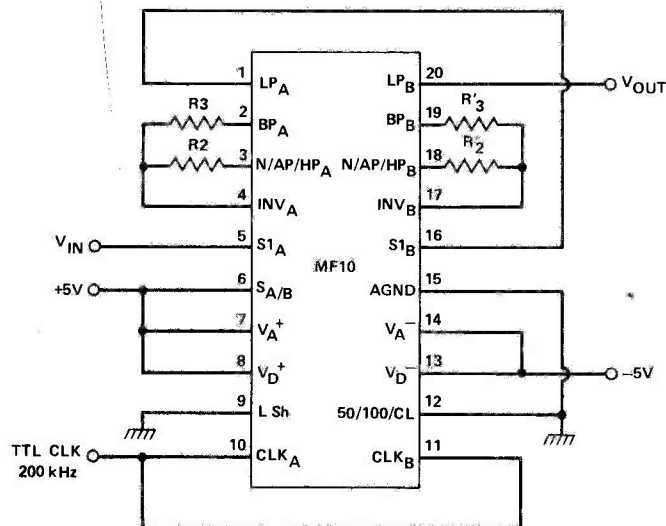 1 LP_A LP_B 20 V_OUT
R3 2 BP_A BP_B 19 R'3
R2 3 N/AP/HP_A N/AP/HP_B 18 R'2
4 INV_A INV_B 17
V_IN 5 S1_A S1_B 16
MF10
+5V 6 S_A/B AGND 15
7 V_A+ V_A− 14
8 V_D+ V_D− 13 −5V
9 L Sh 50/100/CL 12
TTL CLK 200 kHz 10 CLK_A CLK_B 11